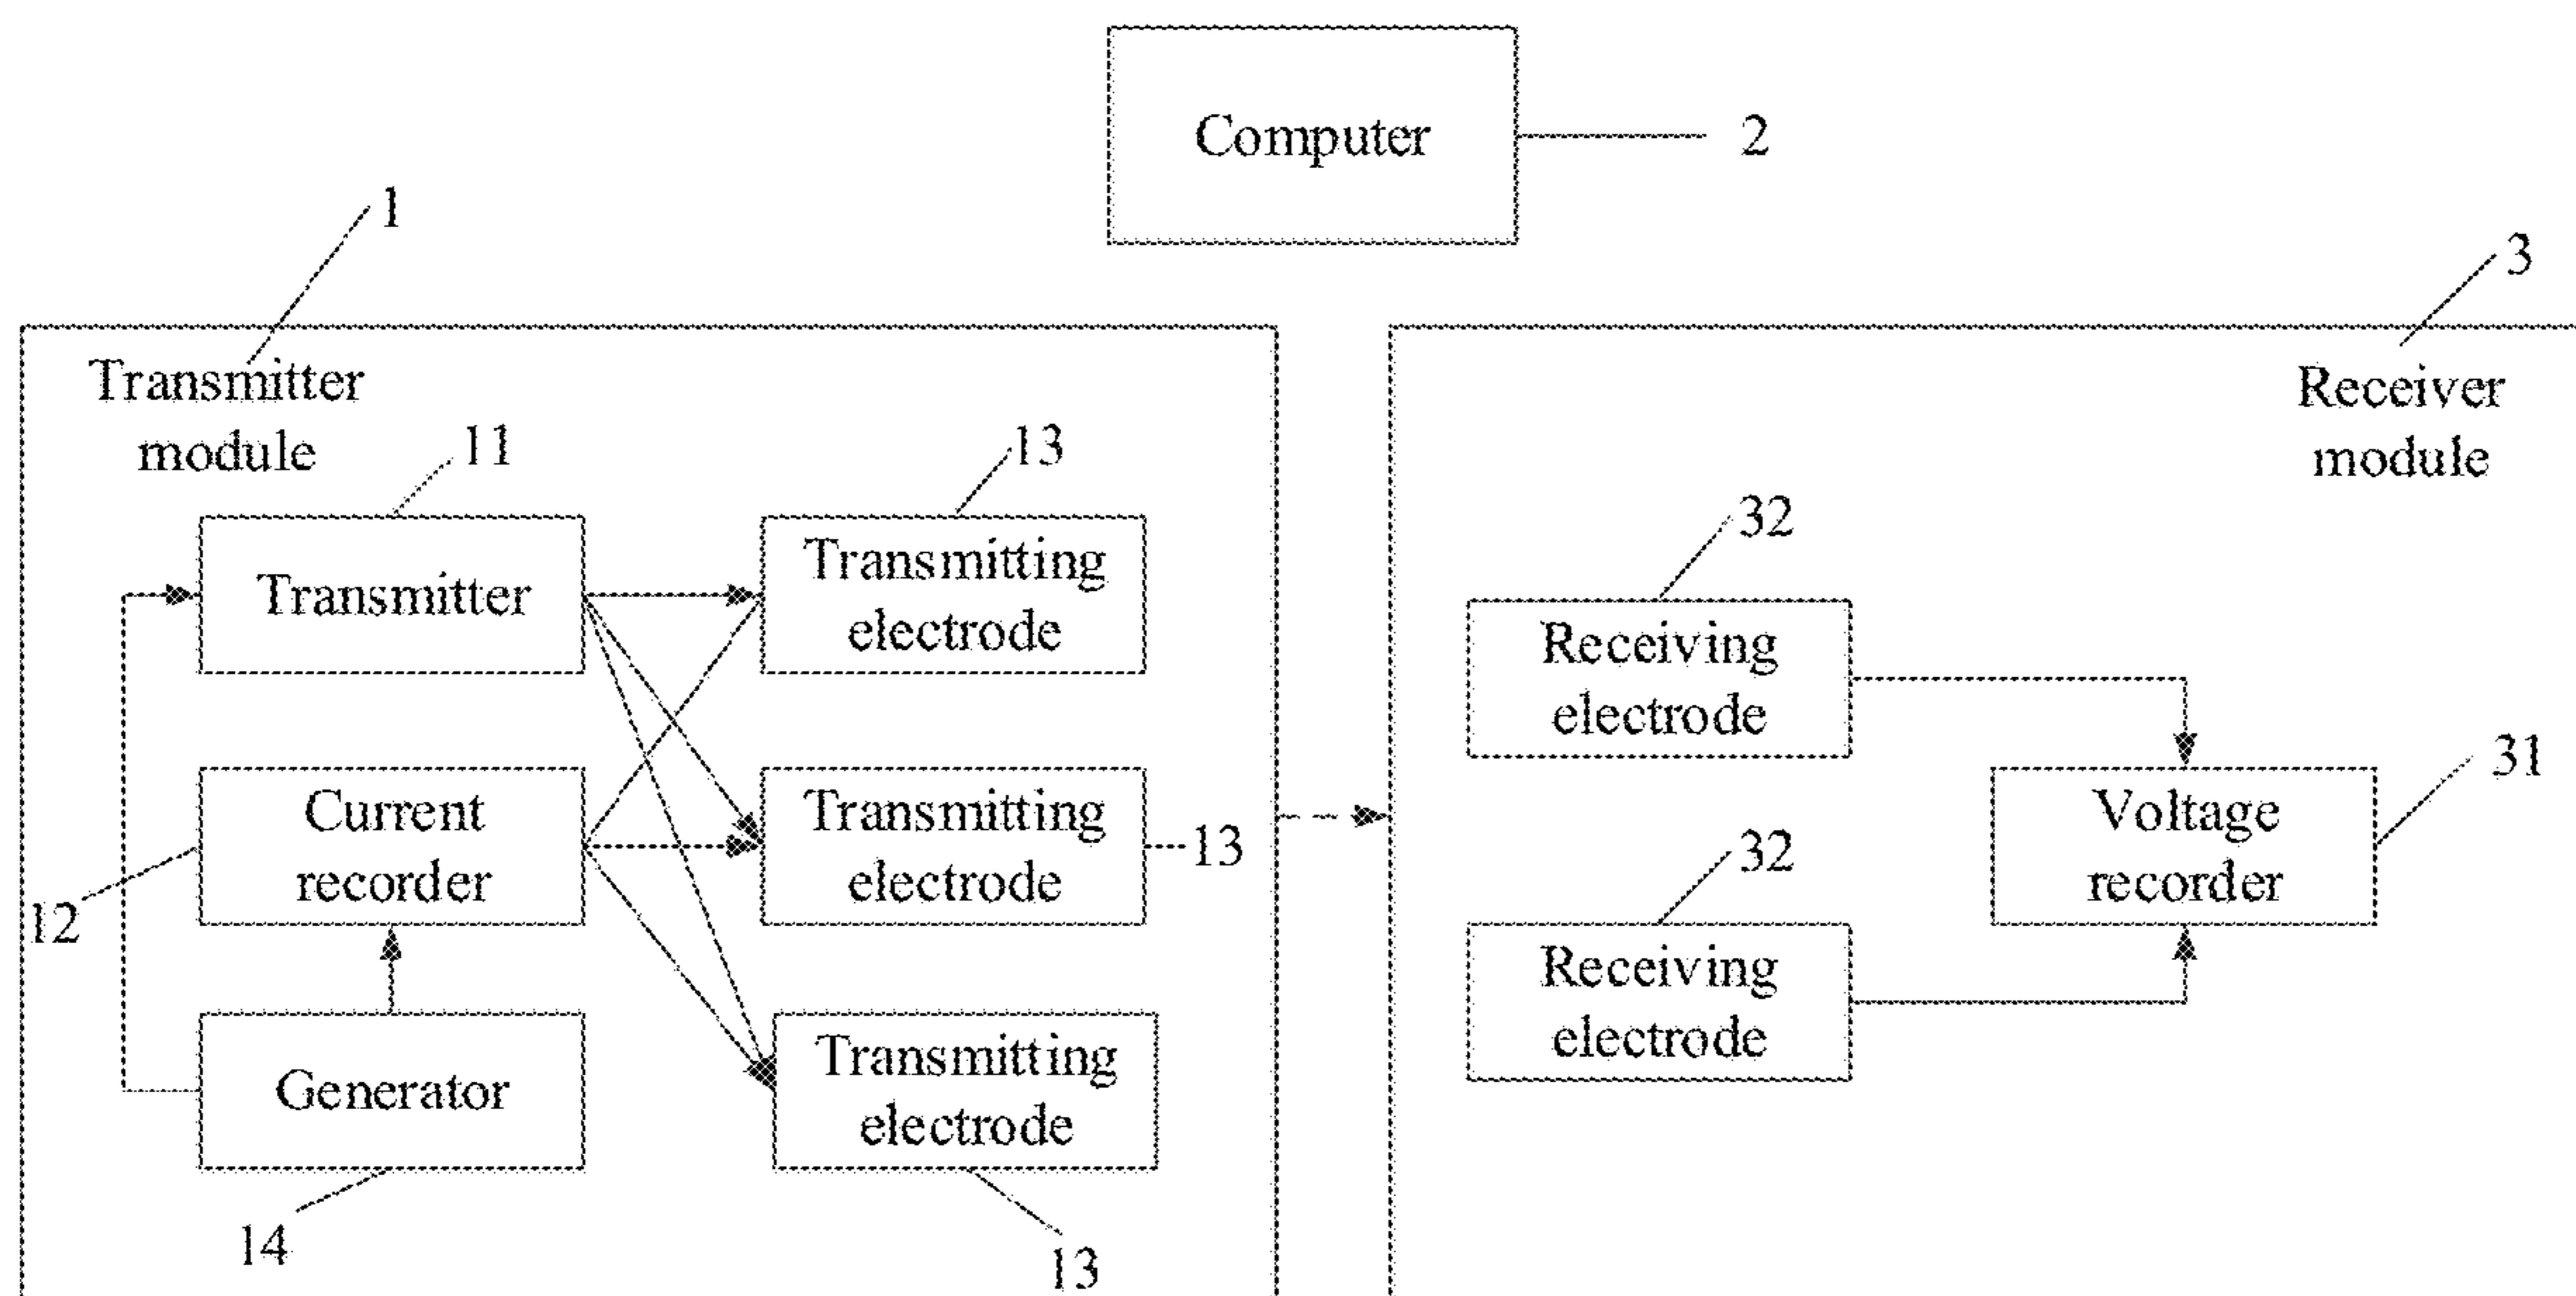 Computer
2
1
3
Transmitter
module
Receiver
module
11
13
Transmitter
Transmitting
electrode
32
Receiving
electrode
12
Current
recorder
Transmitting
electrode
13
32
Receiving
electrode
Voltage
recorder
31
Generator
Transmitting
electrode
14
13